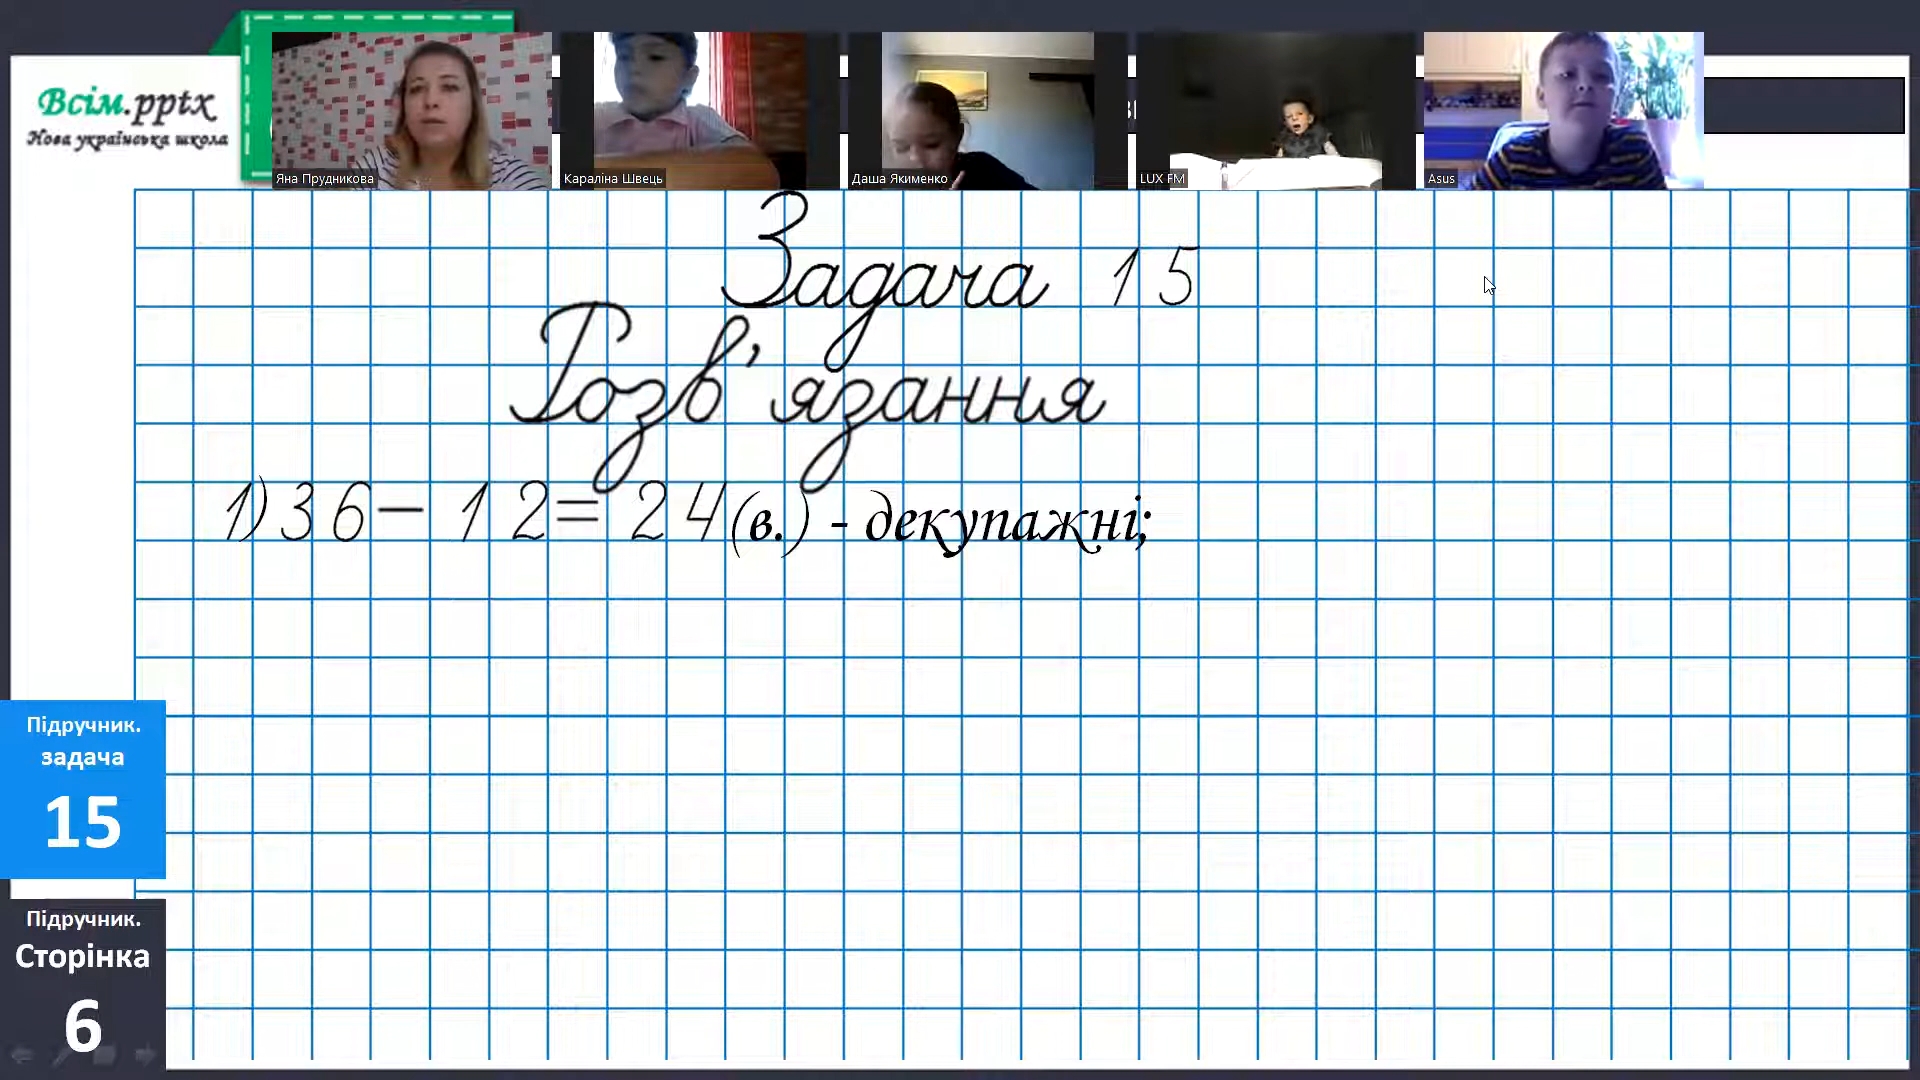 Всім.pptx
Нова українська школа
Яна Прудникова
Караліна Швець
Даша Якименко
LUX FM
Asus
Задача 15
Розв'язання
1) 36 – 12 = 24 (в.) - декупажні;
Підручник.
задача
15
Підручник.
Сторінка
6